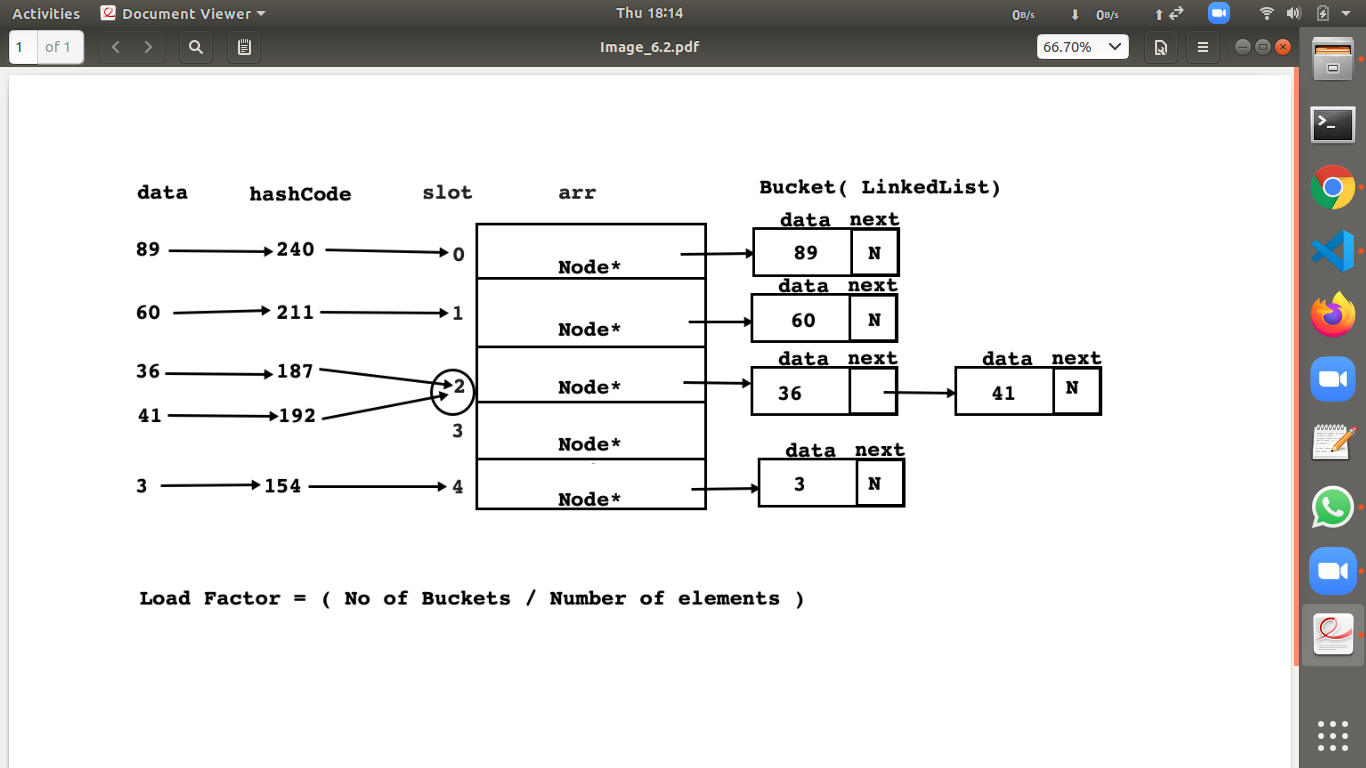 Activities Document Viewer Thu 18:14 0B/s 0B/s
1 of 1 Image_6.2.pdf 66.70%
data hashCode slot arr Bucket( LinkedList)
data next
89 240 0 Node* 89 N
data next
60 211 1 Node* 60 N
data next data next
36 187 2 Node* 36 41 N
41 192
3 Node*
data next
3 154 4 Node* 3 N
Load Factor = ( No of Buckets / Number of elements )